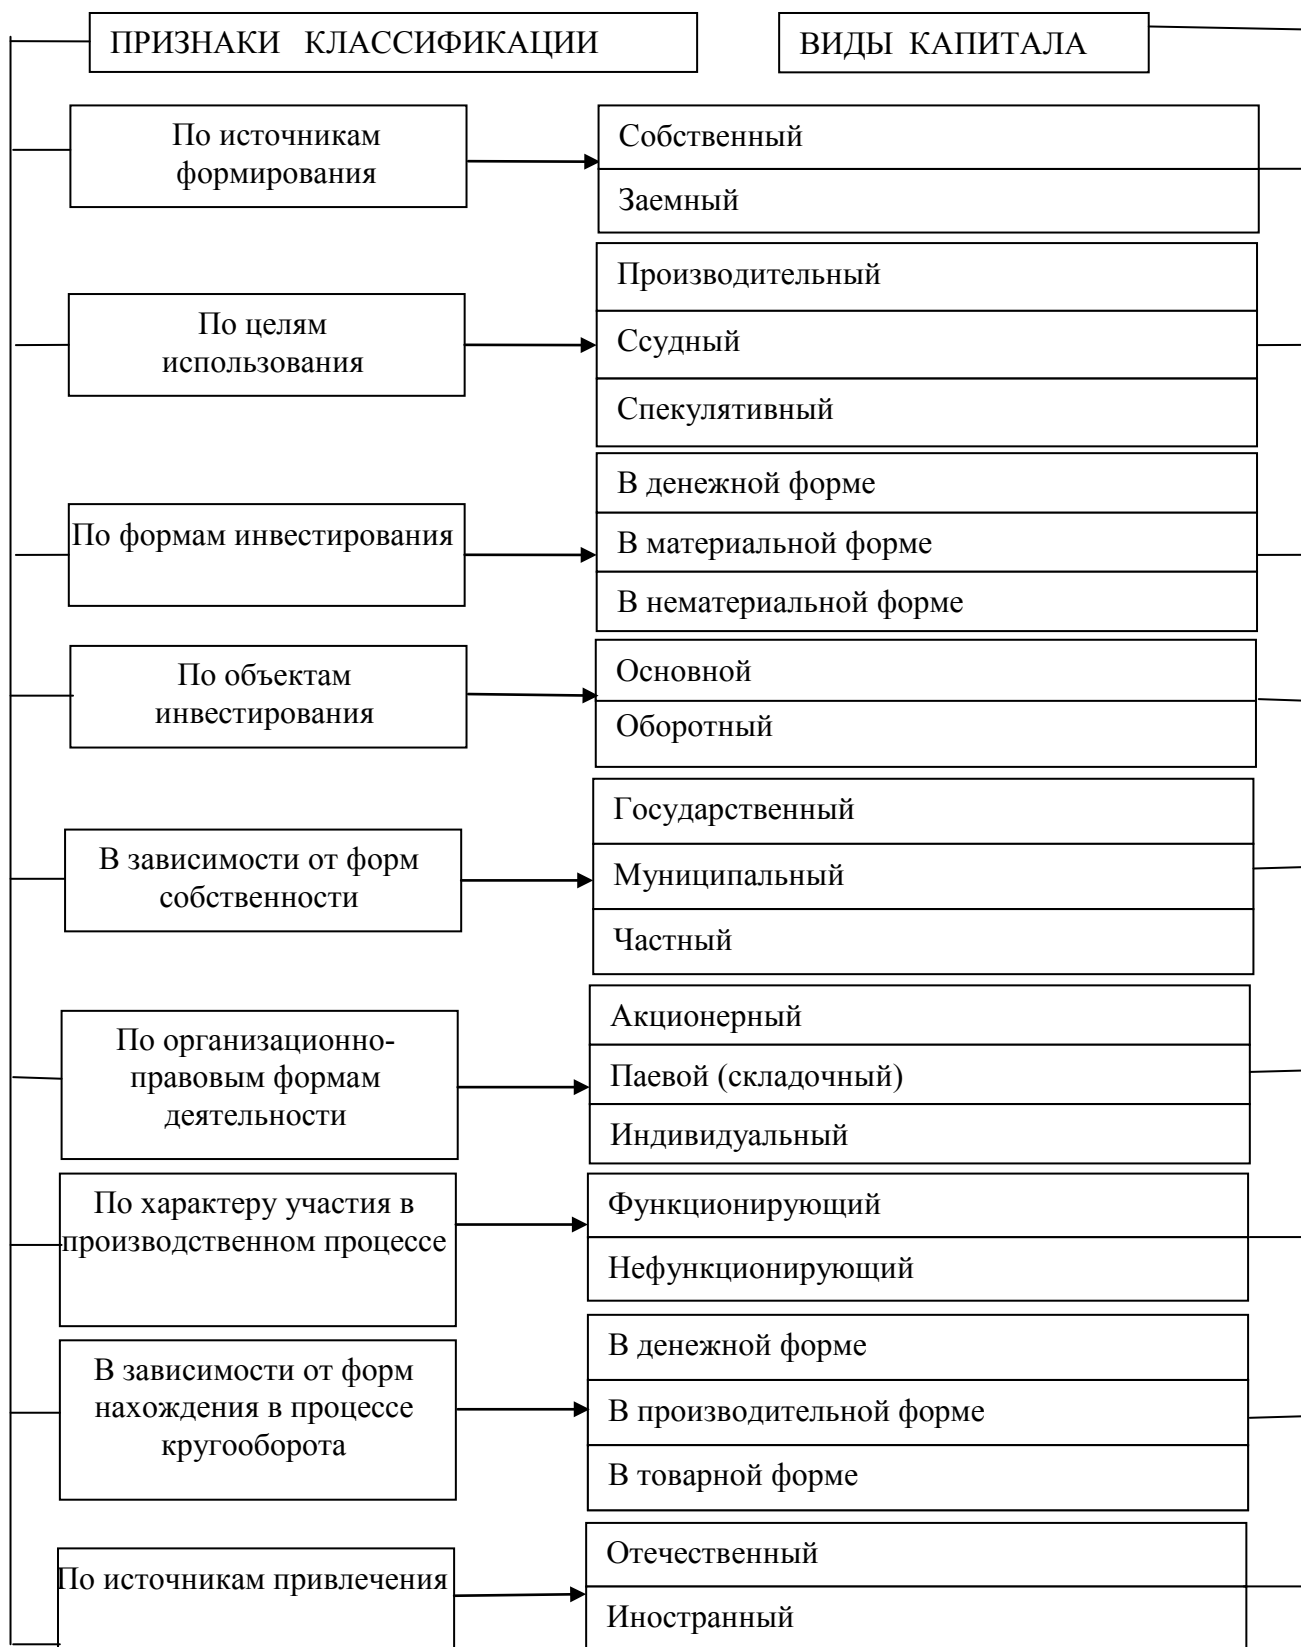 ПРИЗНАКИ КЛАССИФИКАЦИИ
ВИДЫ КАПИТАЛА
По источникам
формирования
Собственный
Заемный
По целям
использования
Производительный
Ссудный
Спекулятивный
По формам инвестирования
В денежной форме
В материальной форме
В нематериальной форме
По объектам
инвестирования
Основной
Оборотный
В зависимости от форм
собственности
Государственный
Муниципальный
Частный
По организационно-
правовым формам
деятельности
Акционерный
Паевой (складочный)
Индивидуальный
По характеру участия в
производственном процессе
Функционирующий
Нефункционирующий
В зависимости от форм
нахождения в процессе
кругооборота
В денежной форме
В производительной форме
В товарной форме
По источникам привлечения
Отечественный
Иностранный